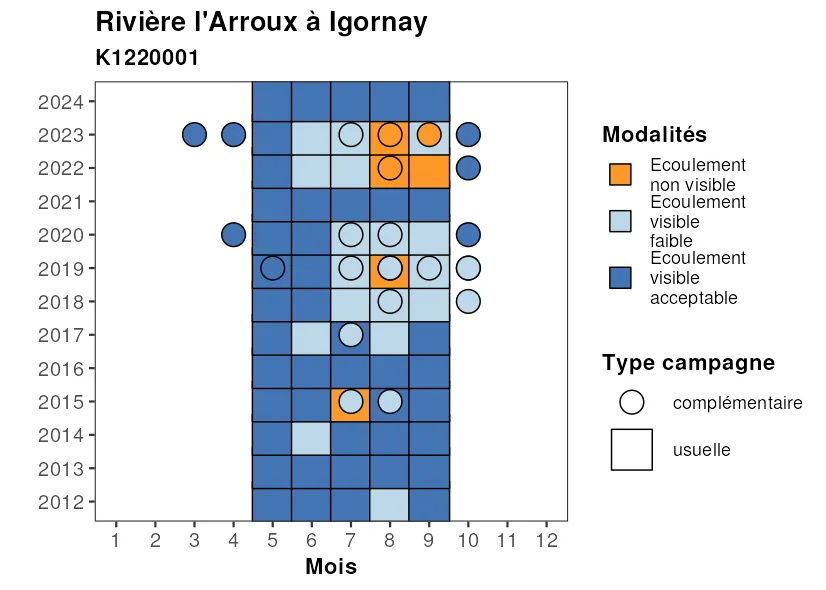 Rivière l'Arroux à Igornay
K1220001
2024
2023
2022
2021
2020
2019
2018
2017
2016
2015
2014
2013
2012
1 2 3 4 5 6 7 8 9 10 11 12
Mois
Modalités
Ecoulement
non visible
Ecoulement
visible
faible
Ecoulement
visible
acceptable
Type campagne
complémentaire
usuelle